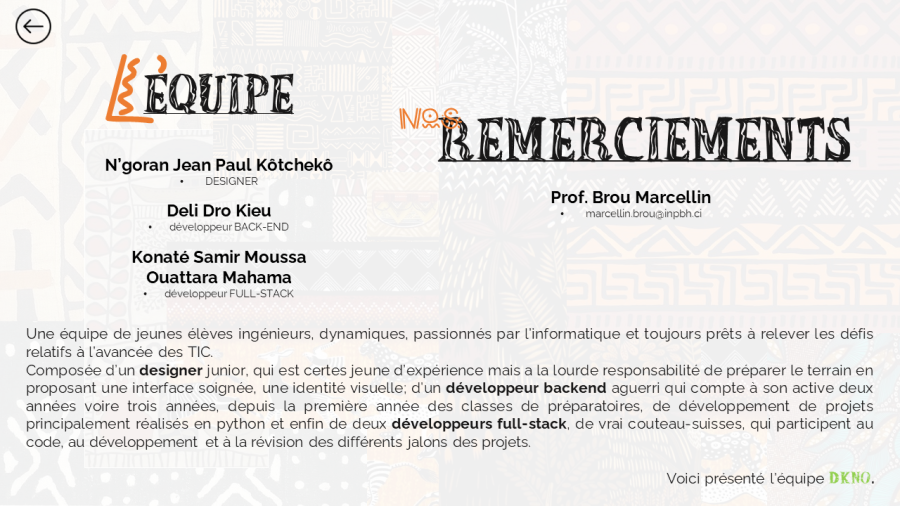 L'ÉQUIPE
N'goran Jean Paul Kôtchekô
• DESIGNER
Deli Dro Kieu
• développeur BACK-END
Konaté Samir Moussa
Ouattara Mahama
• développeur FULL-STACK
NOS
REMERCIEMENTS
Prof. Brou Marcellin
• marcellin.brou@inpbh.ci
Une équipe de jeunes élèves ingénieurs, dynamiques, passionnés par l'informatique et toujours prêts à relever les défis
relatifs à l'avancée des TIC.
Composée d'un designer junior, qui est certes jeune d'expérience mais a la lourde responsabilité de préparer le terrain en
proposant une interface soignée, une identité visuelle; d'un développeur backend aguerri qui compte à son active deux
années voire trois années, depuis la première année des classes de préparatoires, de développement de projets
principalement réalisés en python et enfin de deux développeurs full-stack, de vrai couteau-suisses, qui participent au
code, au développement et à la révision des différents jalons des projets.
Voici présenté l'équipe DKNO.